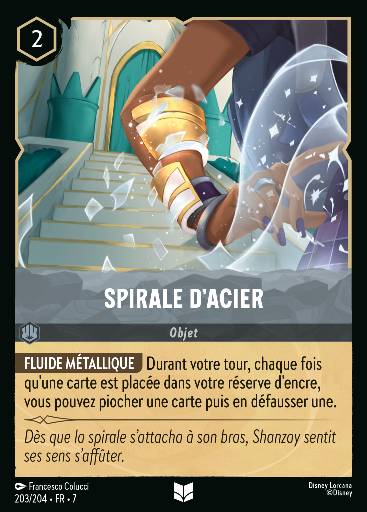 2
SPIRALE D'ACIER
Objet
FLUIDE MÉTALLIQUE Durant votre tour, chaque fois
qu'une carte est placée dans votre réserve d'encre,
vous pouvez piocher une carte puis en défausser une.
Dès que la spirale s'attacha à son bras, Shanzay sentit
ses sens s'affûter.
Francesco Colucci
203/204 • FR • 7
Disney Lorcana
©Disney